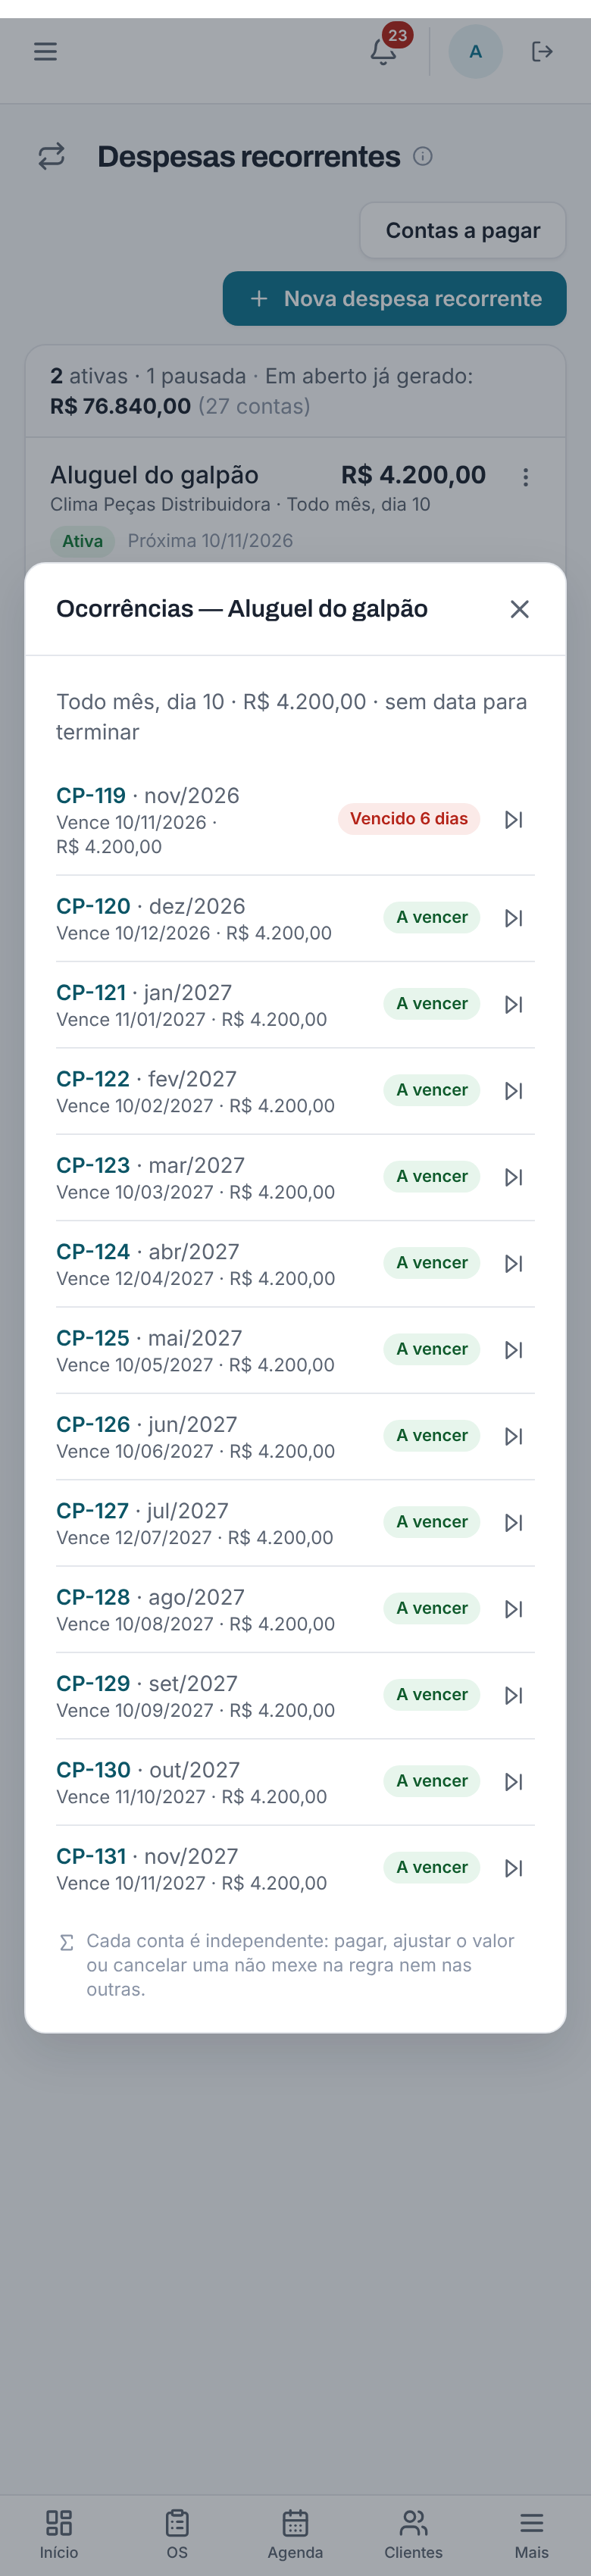 23
A
Despesas recorrentes
Contas a pagar
+ Nova despesa recorrente
2 ativas · 1 pausada · Em aberto já gerado:
R$ 76.840,00 (27 contas)
Aluguel do galpão R$ 4.200,00
Clima Peças Distribuidora · Todo mês, dia 10
Ativa Próxima 10/11/2026
Ocorrências — Aluguel do galpão
Todo mês, dia 10 · R$ 4.200,00 · sem data para
terminar
CP-119 · nov/2026
Vence 10/11/2026 ·
R$ 4.200,00
Vencido 6 dias
CP-120 · dez/2026
Vence 10/12/2026 · R$ 4.200,00
A vencer
CP-121 · jan/2027
Vence 11/01/2027 · R$ 4.200,00
A vencer
CP-122 · fev/2027
Vence 10/02/2027 · R$ 4.200,00
A vencer
CP-123 · mar/2027
Vence 10/03/2027 · R$ 4.200,00
A vencer
CP-124 · abr/2027
Vence 12/04/2027 · R$ 4.200,00
A vencer
CP-125 · mai/2027
Vence 10/05/2027 · R$ 4.200,00
A vencer
CP-126 · jun/2027
Vence 10/06/2027 · R$ 4.200,00
A vencer
CP-127 · jul/2027
Vence 12/07/2027 · R$ 4.200,00
A vencer
CP-128 · ago/2027
Vence 10/08/2027 · R$ 4.200,00
A vencer
CP-129 · set/2027
Vence 10/09/2027 · R$ 4.200,00
A vencer
CP-130 · out/2027
Vence 11/10/2027 · R$ 4.200,00
A vencer
CP-131 · nov/2027
Vence 10/11/2027 · R$ 4.200,00
A vencer
Σ Cada conta é independente: pagar, ajustar o valor
ou cancelar uma não mexe na regra nem nas
outras.
Início OS Agenda Clientes Mais